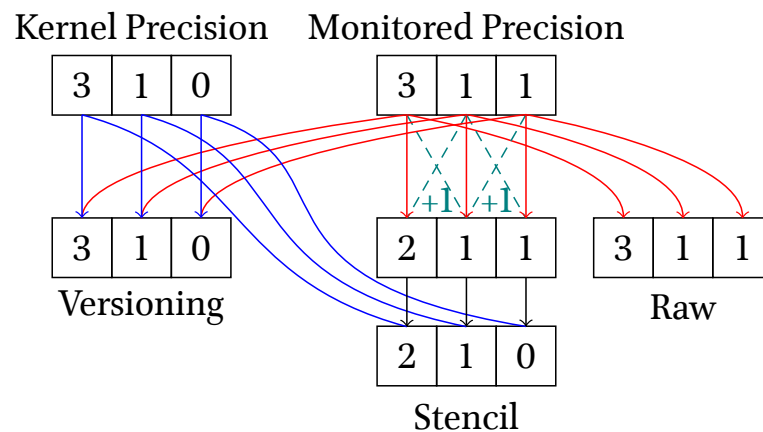 Kernel Precision Monitored Precision
3 1 0 3 1 1
+1 +1
3 1 0 2 1 1 3 1 1
Versioning Raw
2 1 0
Stencil